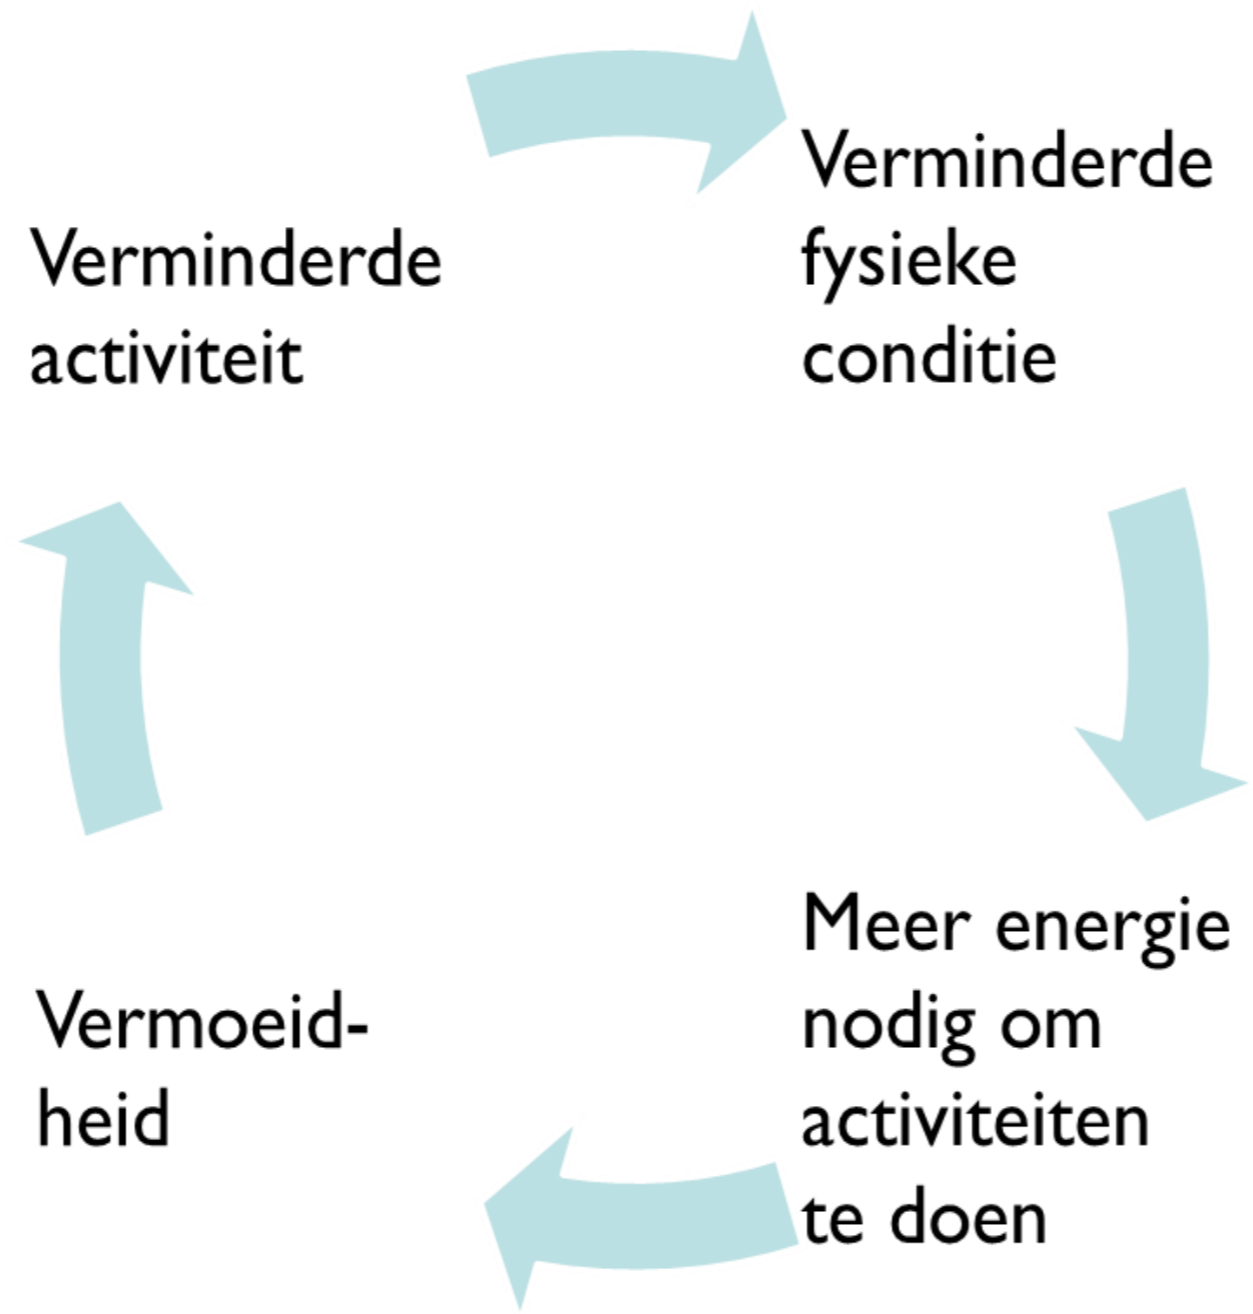 Verminderde
activiteit
Verminderde
fysieke
conditie
Meer energie
nodig om
activiteiten
te doen
Vermoeid-
heid